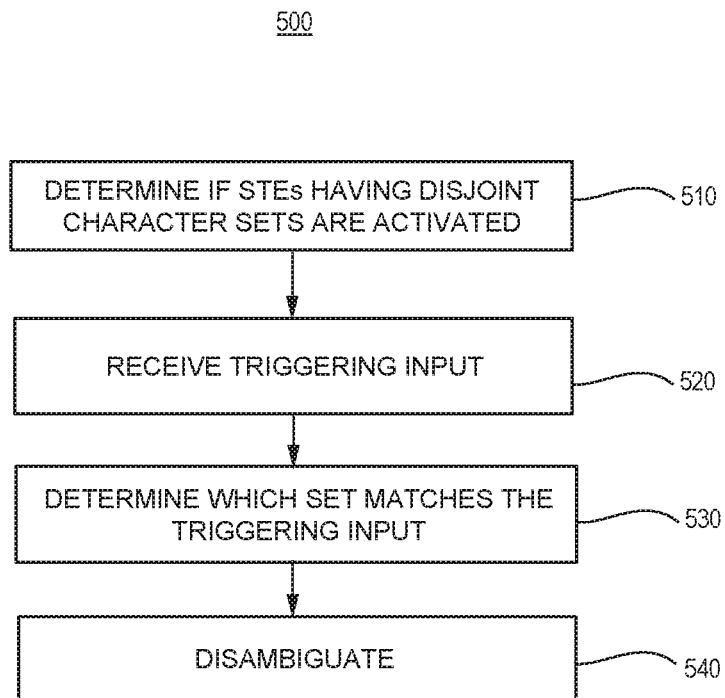 500
DETERMINE IF STEs HAVING DISJOINT
CHARACTER SETS ARE ACTIVATED
510
RECEIVE TRIGGERING INPUT
520
DETERMINE WHICH SET MATCHES THE
TRIGGERING INPUT
530
DISAMBIGUATE
540